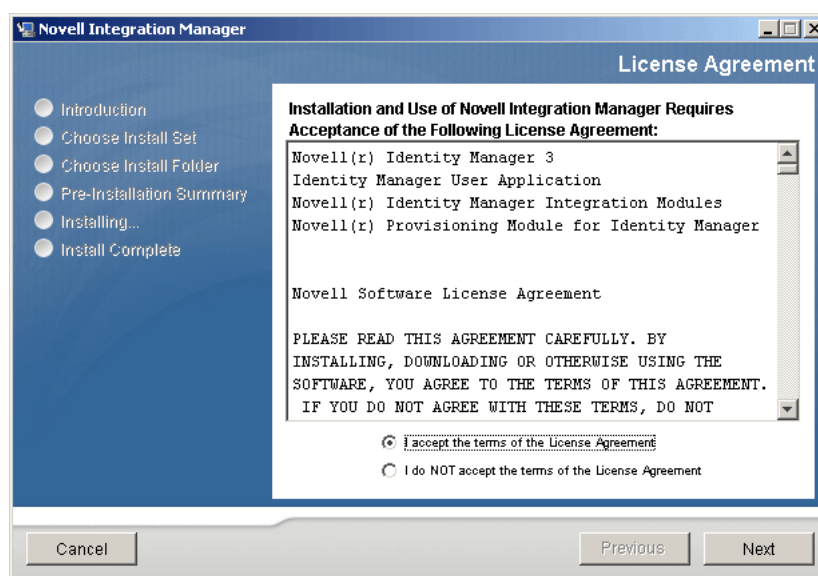 Novell Integration Manager
License Agreement
Introduction
Choose Install Set
Choose Install Folder
Pre-Installation Summary
Installing...
Install Complete
Installation and Use of Novell Integration Manager Requires
Acceptance of the Following License Agreement:
Novell(r) Identity Manager 3
Identity Manager User Application
Novell(r) Identity Manager Integration Modules
Novell(r) Provisioning Module for Identity Manager
Novell Software License Agreement
PLEASE READ THIS AGREEMENT CAREFULLY. BY
INSTALLING, DOWNLOADING OR OTHERWISE USING THE
SOFTWARE, YOU AGREE TO THE TERMS OF THIS AGREEMENT.
IF YOU DO NOT AGREE WITH THESE TERMS, DO NOT
I accept the terms of the License Agreement
I do NOT accept the terms of the License Agreement
Cancel
Previous
Next